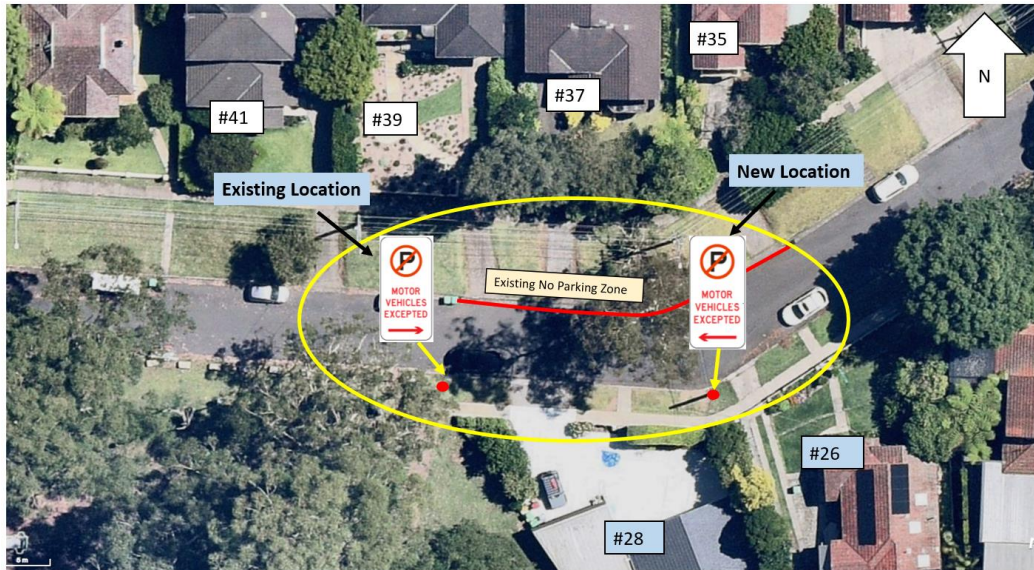 #35
N
#37
#41
#39
New Location
Existing Location
P
MOTOR
VEHICLES
EXCEPTED
P
MOTOR
VEHICLES
EXCEPTED
Existing No Parking Zone
#26
#28
8 m